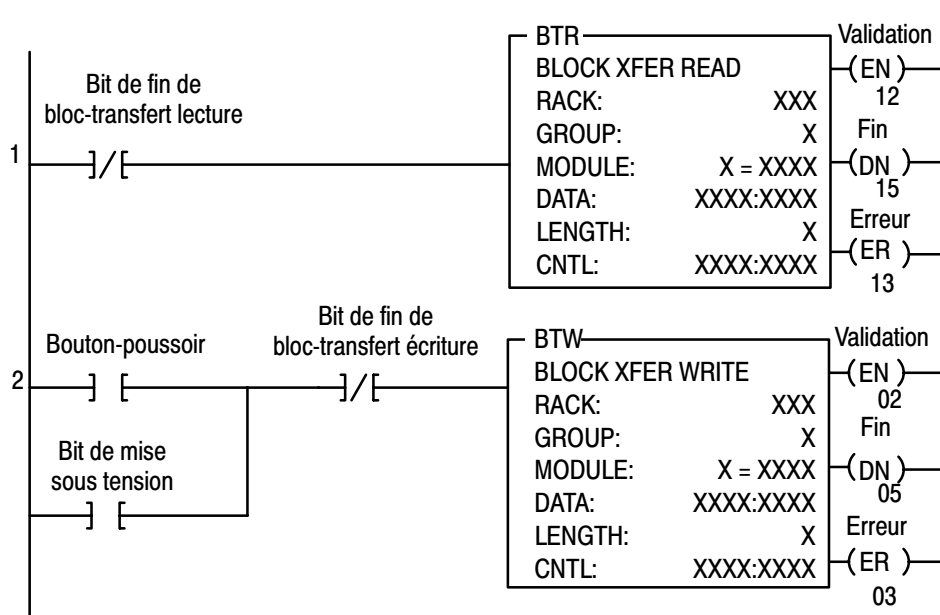 BTR
BLOCK XFER READ
RACK: XXX
GROUP: X
MODULE: X = XXXX
DATA: XXXX:XXXX
LENGTH: X
CNTL: XXXX:XXXX
Validation
(EN)
12
Fin
(DN)
15
Erreur
(ER)
13
Bit de fin de
bloc-transfert lecture
1
Bit de fin de
bloc-transfert écriture
Bouton-poussoir
2
Bit de mise
sous tension
BTW
BLOCK XFER WRITE
RACK: XXX
GROUP: X
MODULE: X = XXXX
DATA: XXXX:XXXX
LENGTH: X
CNTL: XXXX:XXXX
Validation
(EN)
02
Fin
(DN)
05
Erreur
(ER)
03